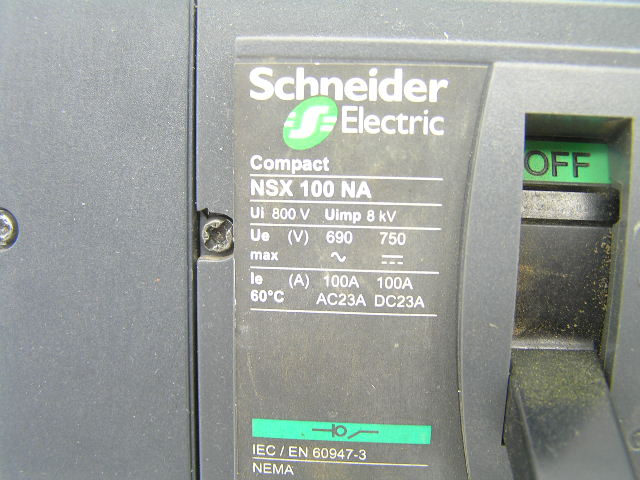 Schneider
Electric
Compact
NSX 100 NA
Ui 800 V Uimp 8 kV
Ue (V) 690 750
max ~ ⎓
Ie (A) 100A 100A
60°C AC23A DC23A
IEC / EN 60947-3
NEMA
OFF